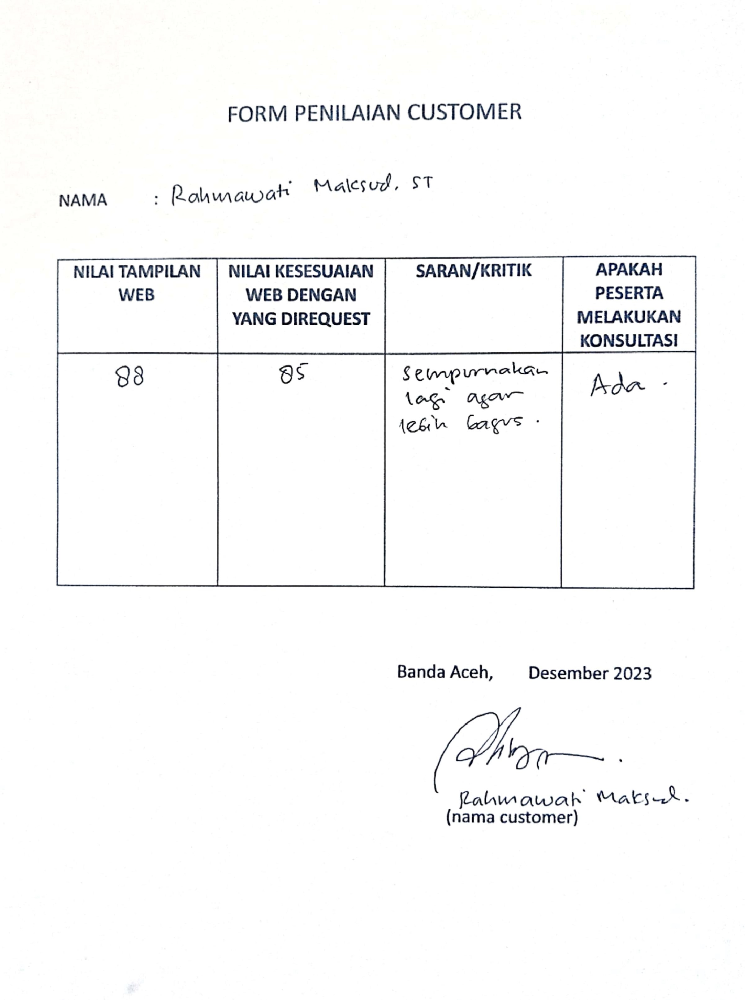 FORM PENILAIAN CUSTOMER
NAMA : Rahmawati Maksud. ST
NILAI TAMPILAN WEB
NILAI KESESUAIAN WEB DENGAN YANG DIREQUEST
SARAN/KRITIK
APAKAH PESERTA MELAKUKAN KONSULTASI
88
85
sempurnakan
lagi agar
lebih bagus.
Ada.
Banda Aceh, Desember 2023
Rahmawati Maksud.
(nama customer)